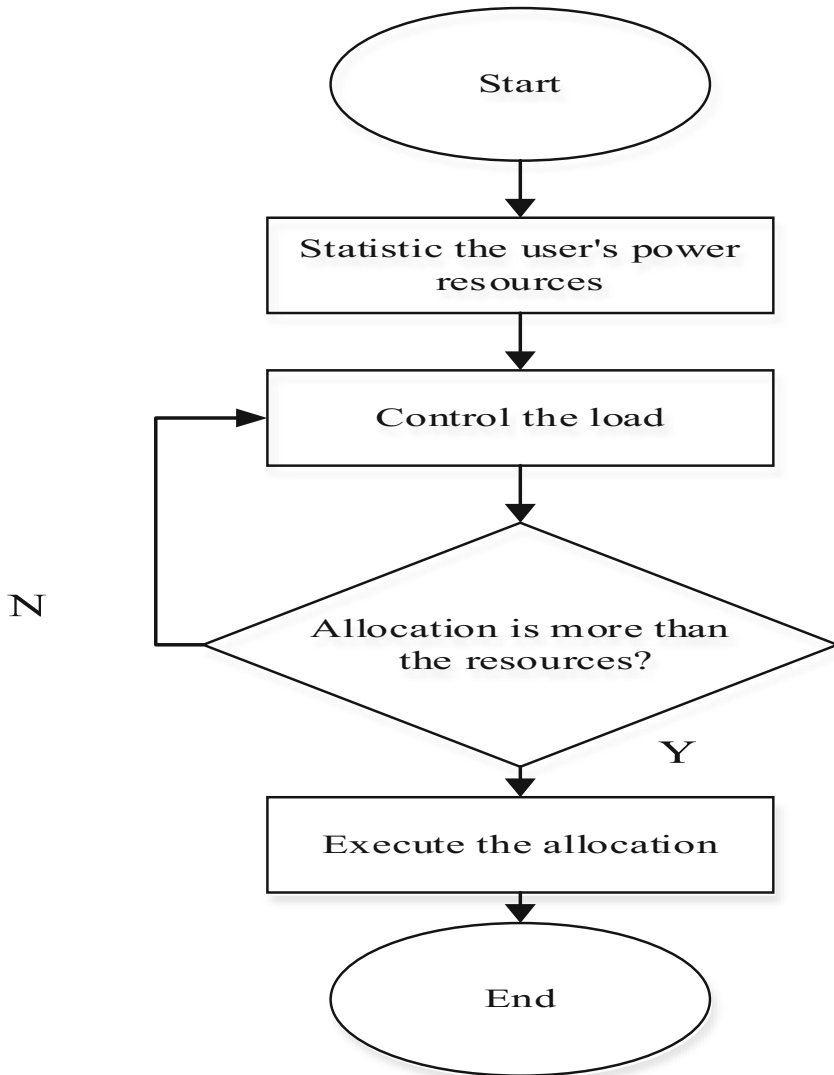 Start
Statistic the user's power
resources
Control the load
N
Allocation is more than
the resources?
Y
Execute the allocation
End